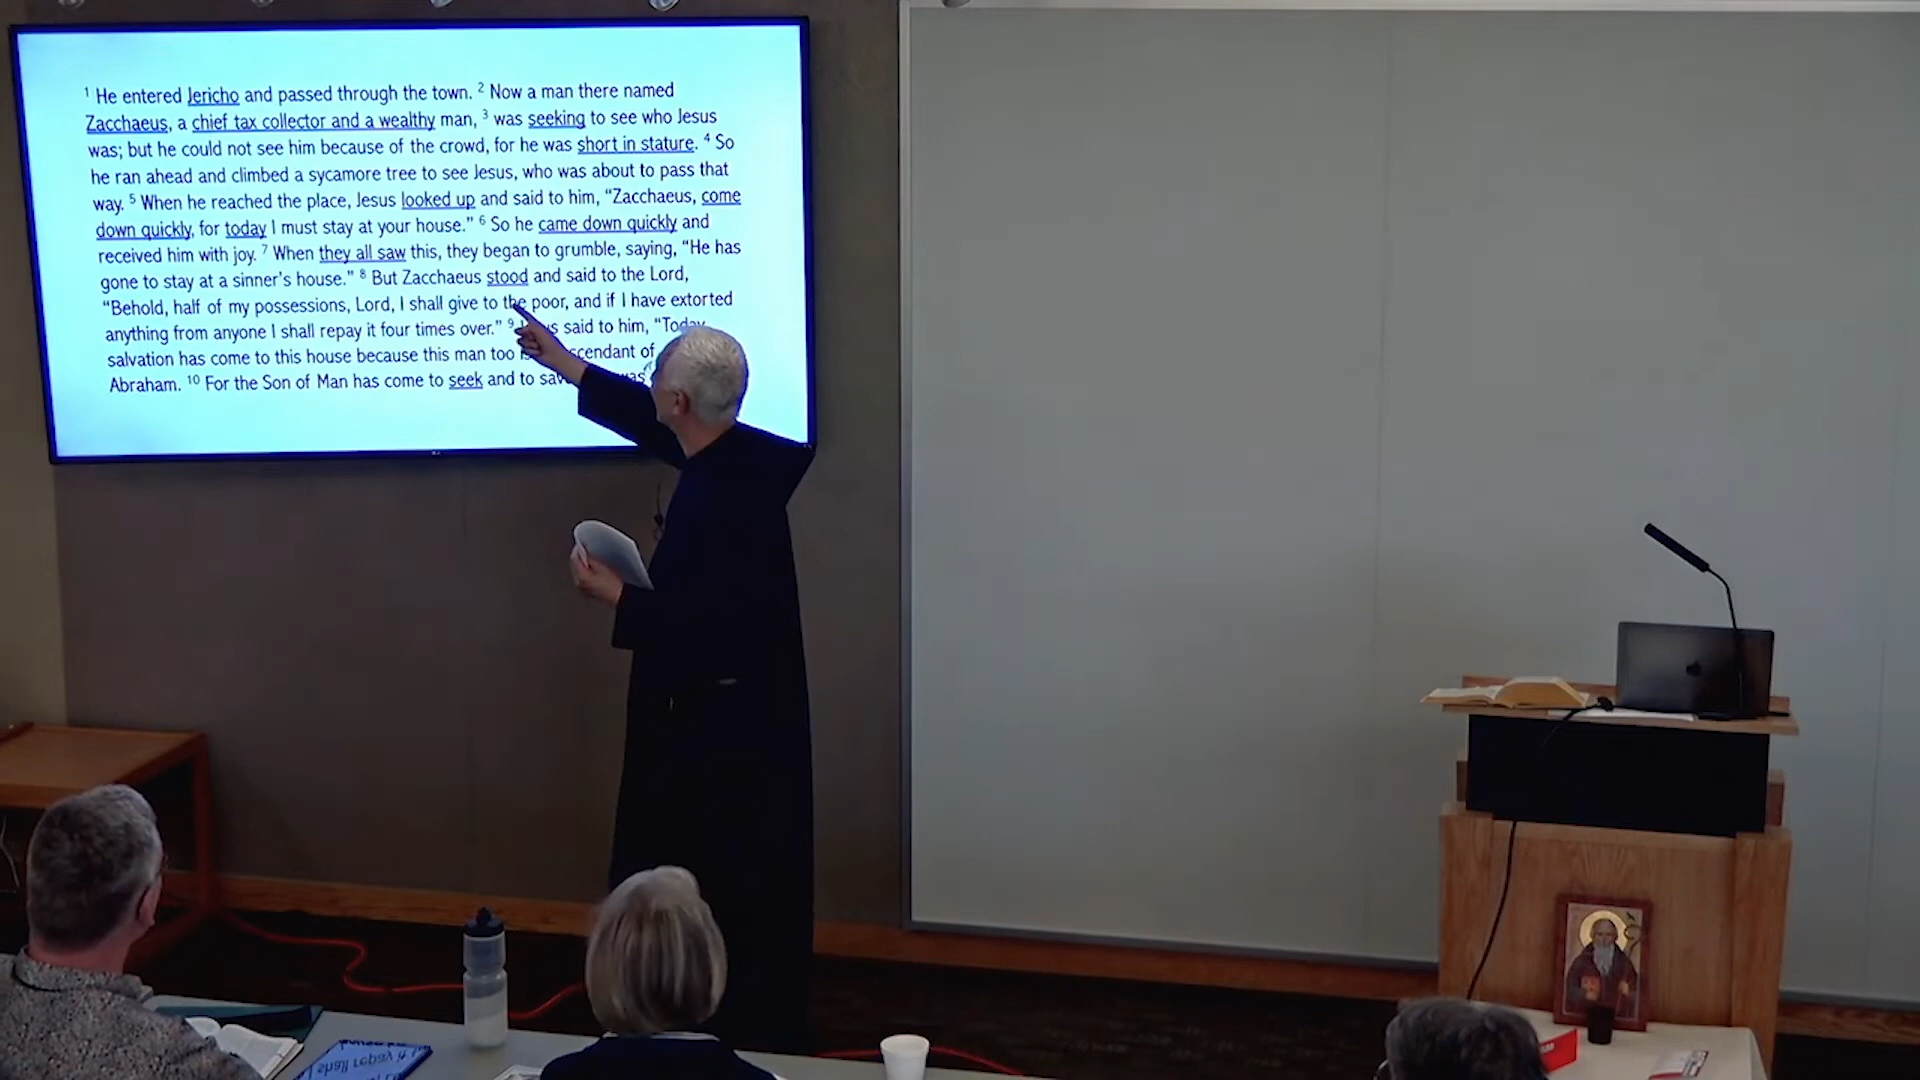 ¹ He entered Jericho and passed through the town. ² Now a man there named
Zacchaeus, a chief tax collector and a wealthy man, ³ was seeking to see who Jesus
was; but he could not see him because of the crowd, for he was short in stature. ⁴ So
he ran ahead and climbed a sycamore tree to see Jesus, who was about to pass that
way. ⁵ When he reached the place, Jesus looked up and said to him, “Zacchaeus, come
down quickly, for today I must stay at your house.” ⁶ So he came down quickly and
received him with joy. ⁷ When they all saw this, they began to grumble, saying, “He has
gone to stay at a sinner’s house.” ⁸ But Zacchaeus stood and said to the Lord,
“Behold, half of my possessions, Lord, I shall give to the poor, and if I have extorted
anything from anyone I shall repay it four times over.” ⁹ said to him, “Today
salvation has come to this house because this man too of
Abraham. ¹⁰ For the Son of Man has come to seek and to
shall repay it